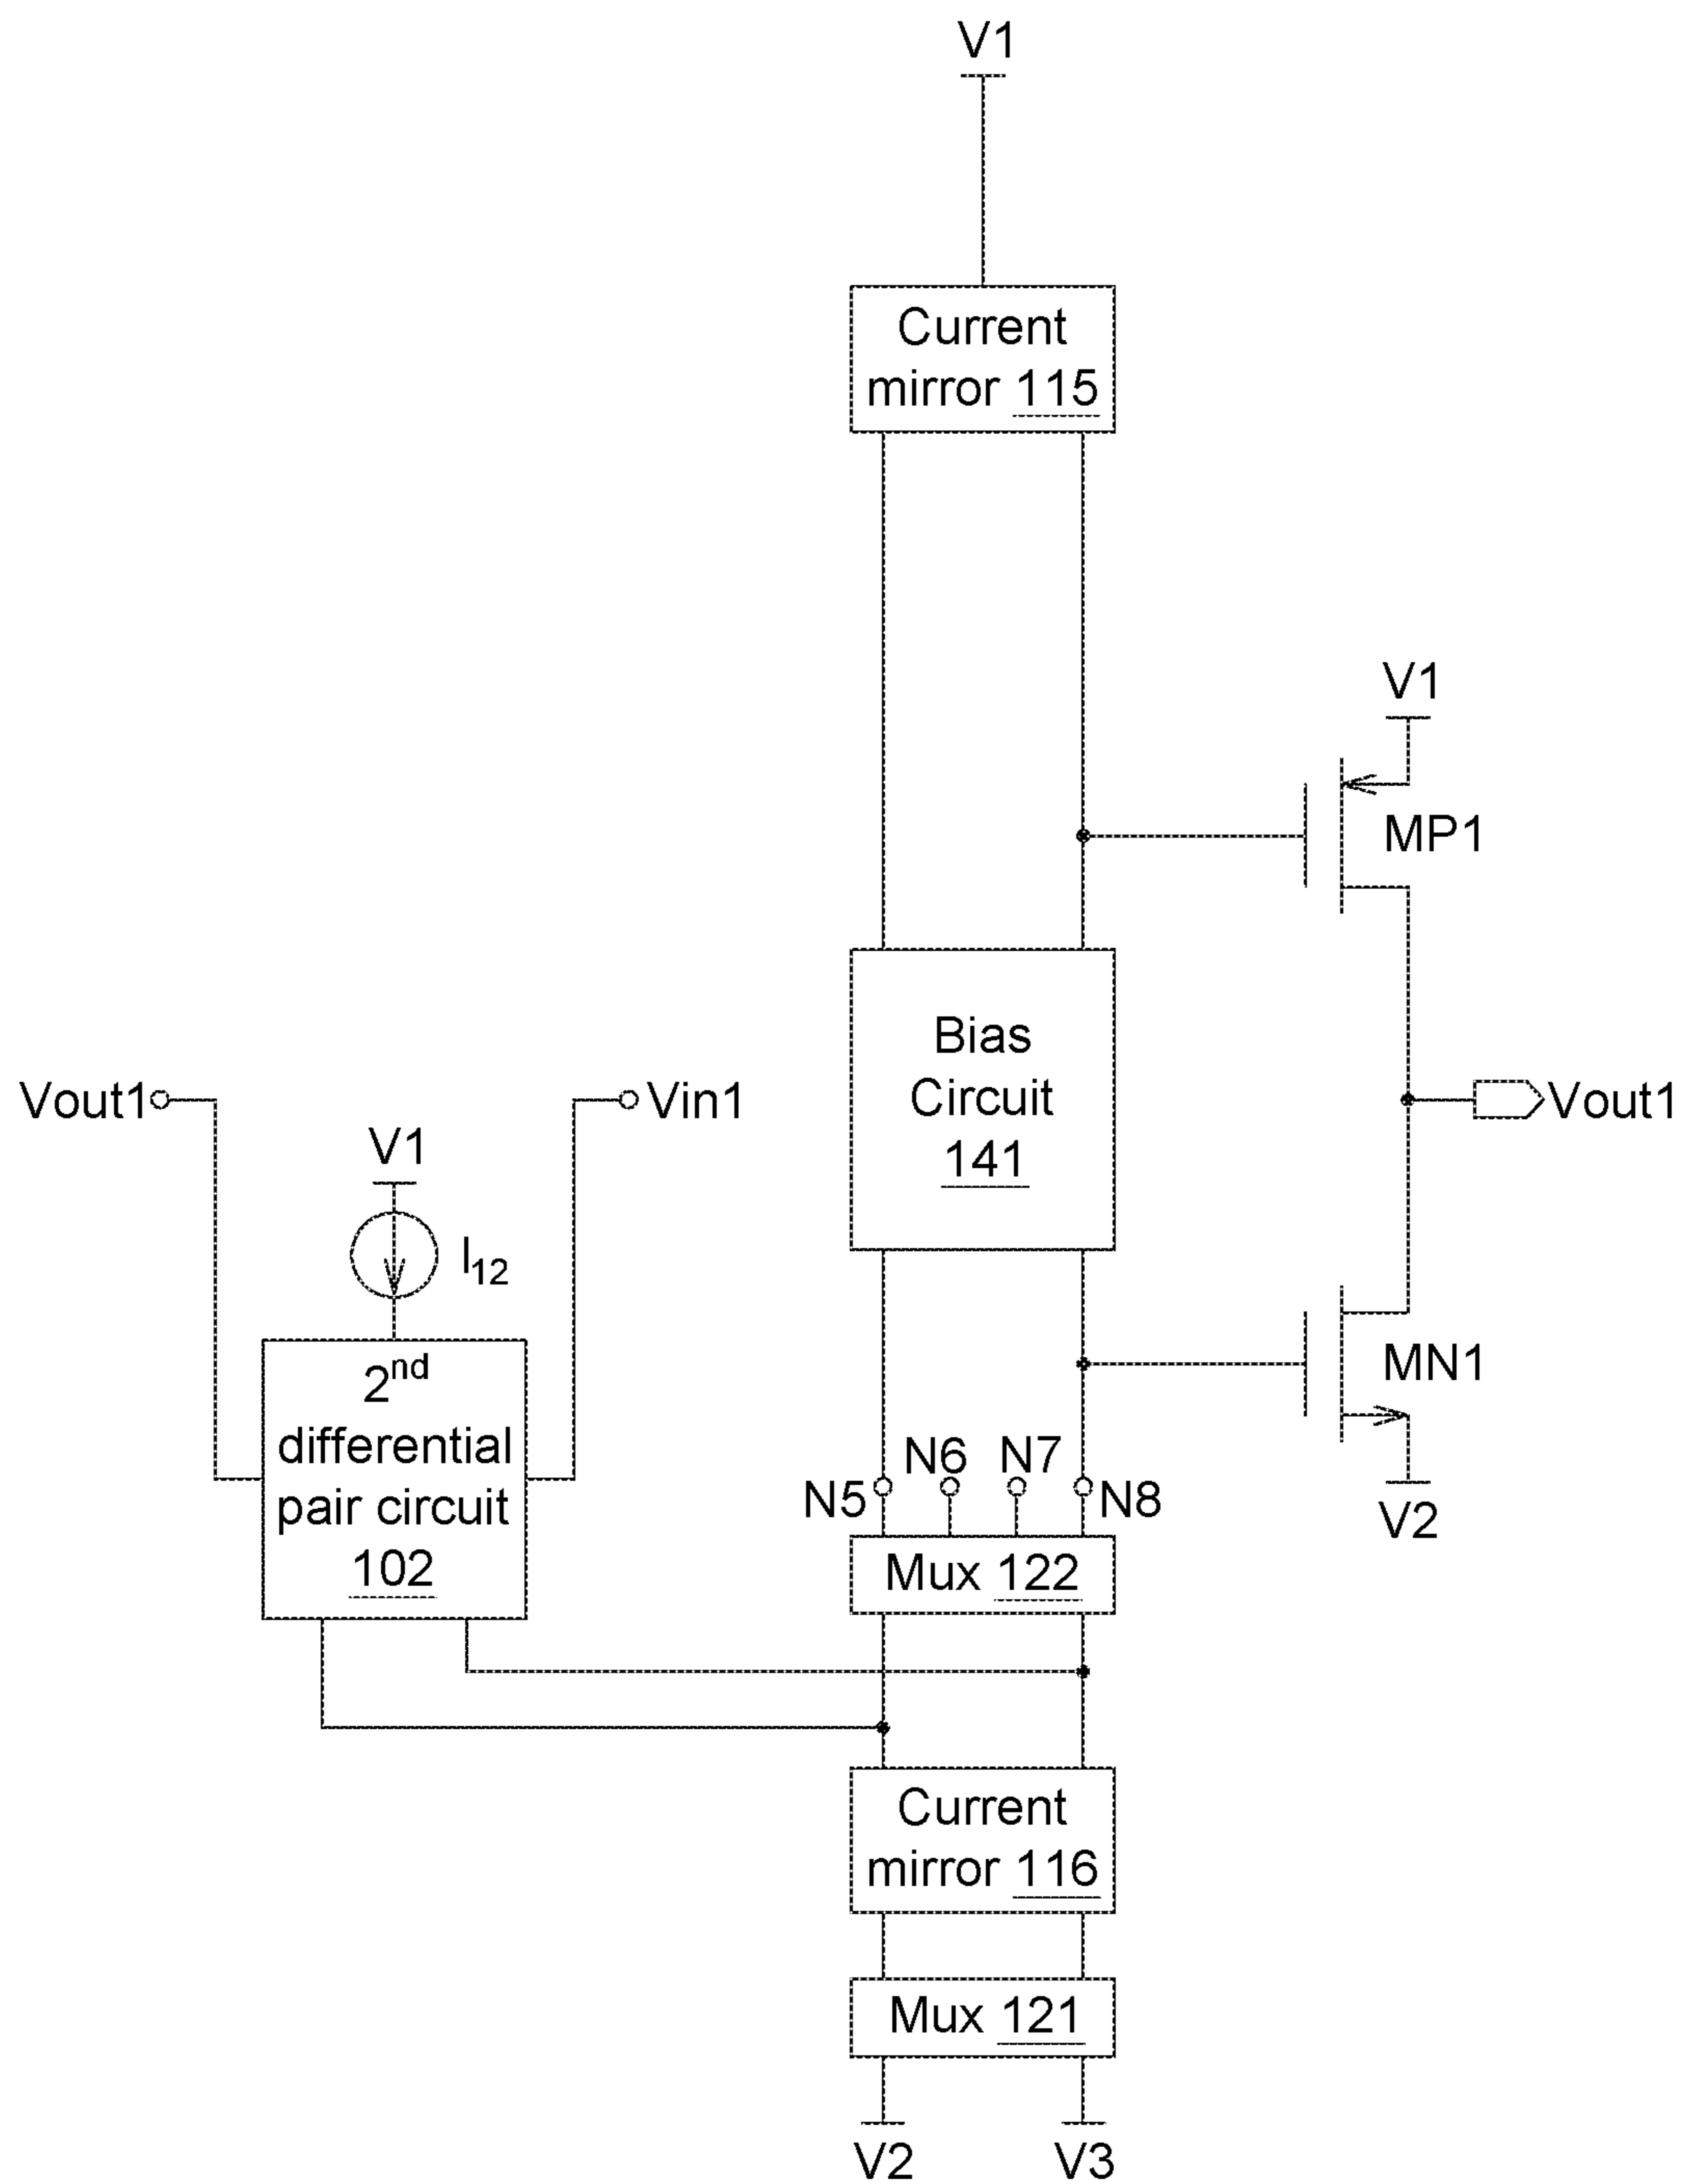 V1
Current
mirror 115
V1
MP1
Bias
Circuit
141
Vout1
Vin1
Vout1
V1
I12
2nd
differential
pair circuit
102
MN1
N5
N6
N7
N8
V2
Mux 122
Current
mirror 116
Mux 121
V2
V3